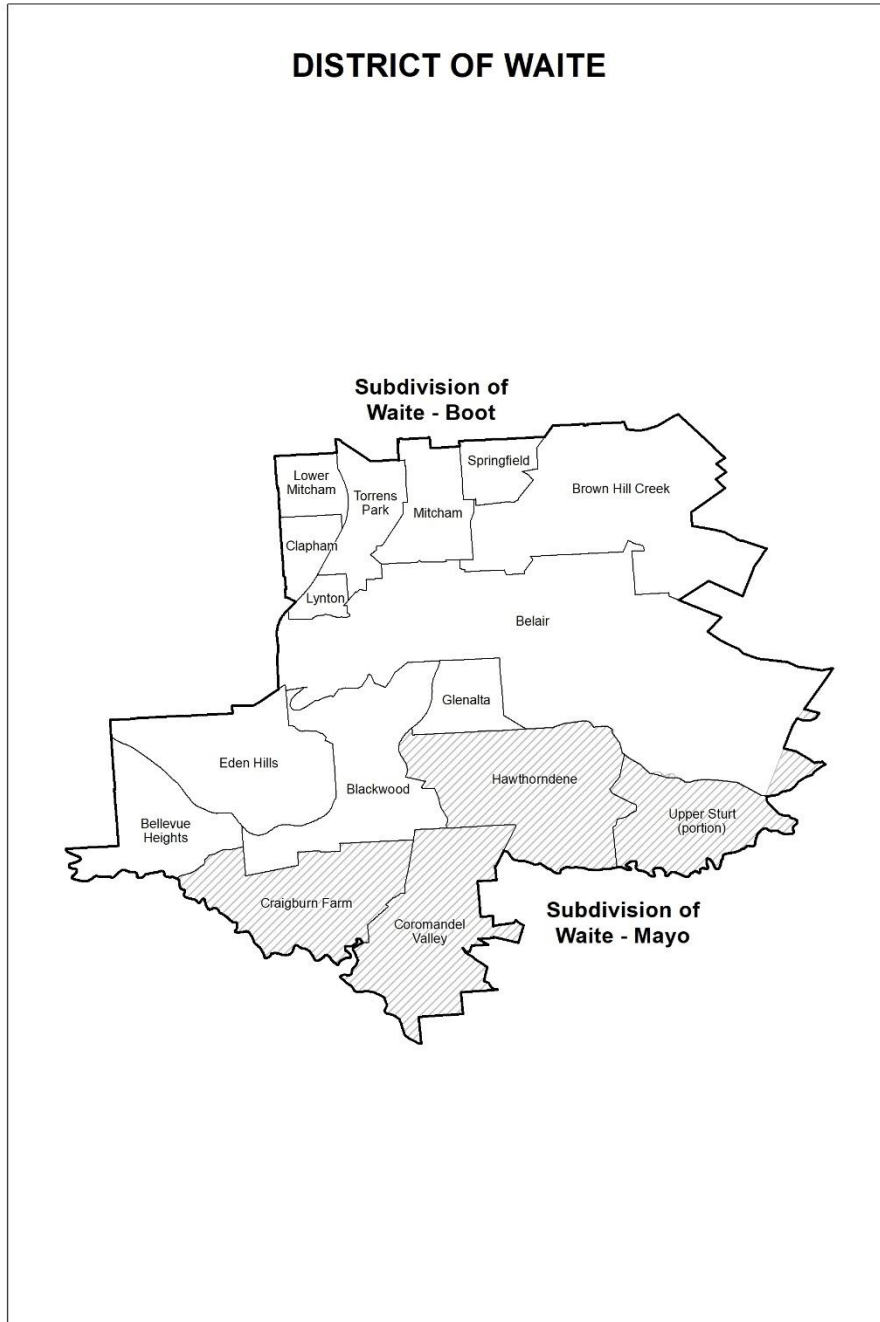 DISTRICT OF WAITE
Subdivision of
Waite - Boot
Springfield
Lower
Mitcham
Torrens
Park
Mitcham
Brown Hill Creek
Clapham
Lynton
Belair
Glenalta
Eden Hills
Blackwood
Hawthorndene
Upper Sturt
(portion)
Bellevue
Heights
Craigburn Farm
Coromandel
Valley
Subdivision of
Waite - Mayo